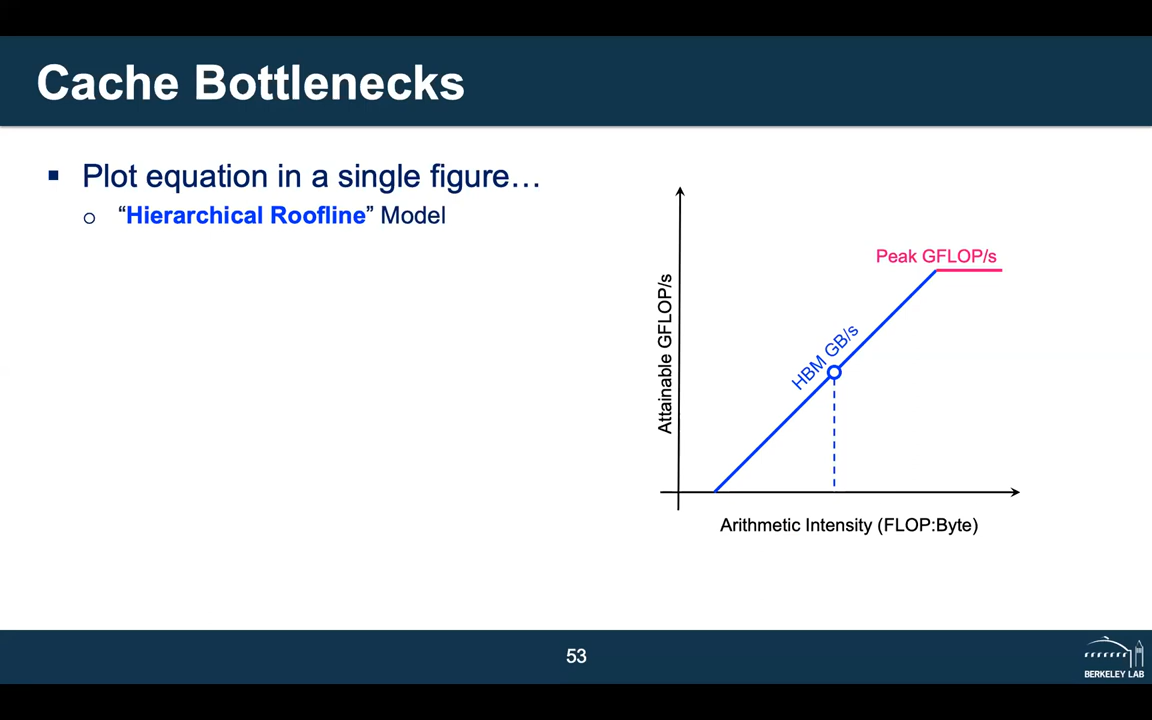 Cache Bottlenecks
▪ Plot equation in a single figure…
o “Hierarchical Roofline” Model
Peak GFLOP/s
HBM GB/s
Attainable GFLOP/s
Arithmetic Intensity (FLOP:Byte)
53
BERKELEY LAB